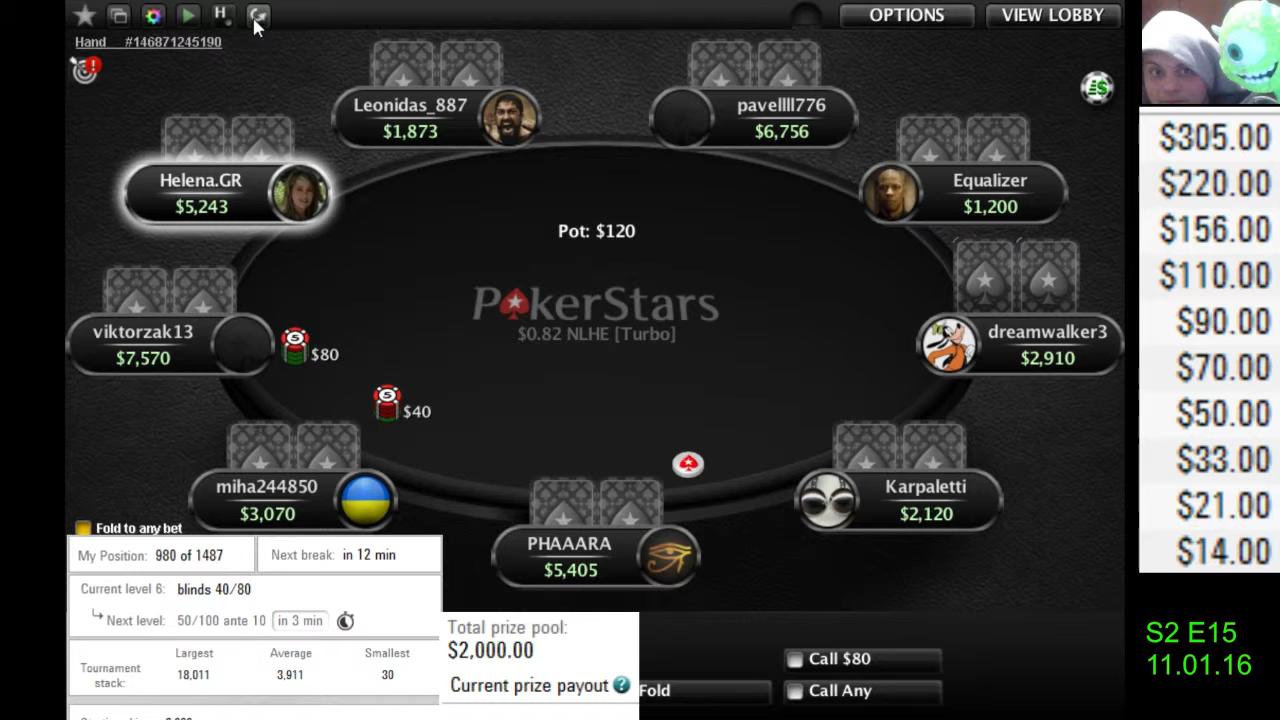 OPTIONS
VIEW LOBBY
Hand #146871245190
Leonidas_887
$1,873
pavellll776
$6,756
Helena.GR
$5,243
Equalizer
$1,200
Pot: $120
PokerStars
$0.82 NLHE [Turbo]
viktorzak13
$7,570
$80
dreamwalker3
$2,910
$40
miha244850
$3,070
Karpaletti
$2,120
PHAAARA
$5,405
Fold to any bet
My Position: 980 of 1487
Next break: in 12 min
Current level 6: blinds 40/80
Next level: 50/100 ante 10 in 3 min
Tournament stack:
Largest
18,011
Average
3,911
Smallest
30
Total prize pool:
$2,000.00
Current prize payout ?
Fold
Call $80
Call Any
$305.00
$220.00
$156.00
$110.00
$90.00
$70.00
$50.00
$33.00
$21.00
$14.00
S2 E15
11.01.16